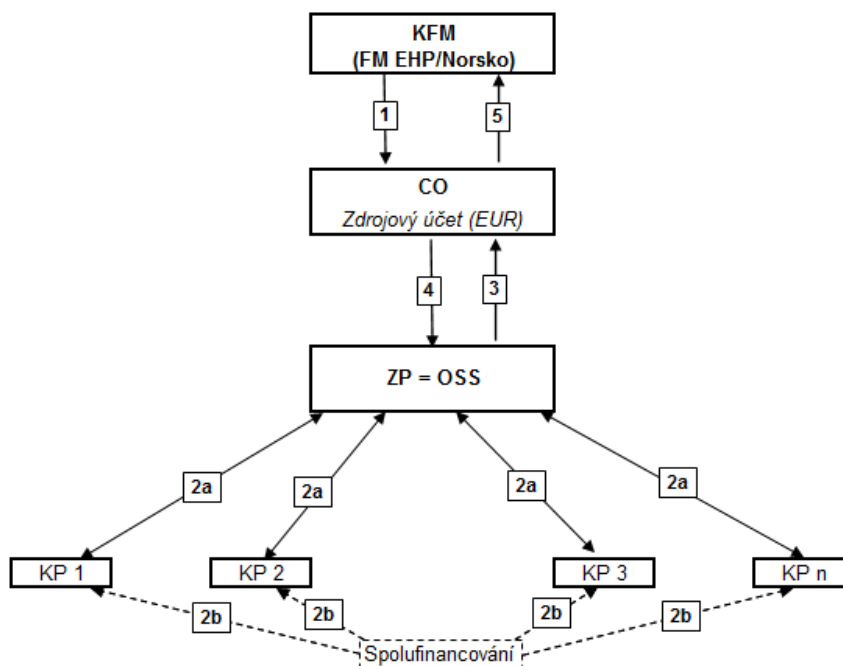 KFM
(FM EHP/Norsko)
1
5
CO
Zdrojový účet (EUR)
4
3
ZP = OSS
2a
2a
2a
2a
KP 1
KP 2
KP 3
KP n
2b
2b
2b
2b
Spolufinancování